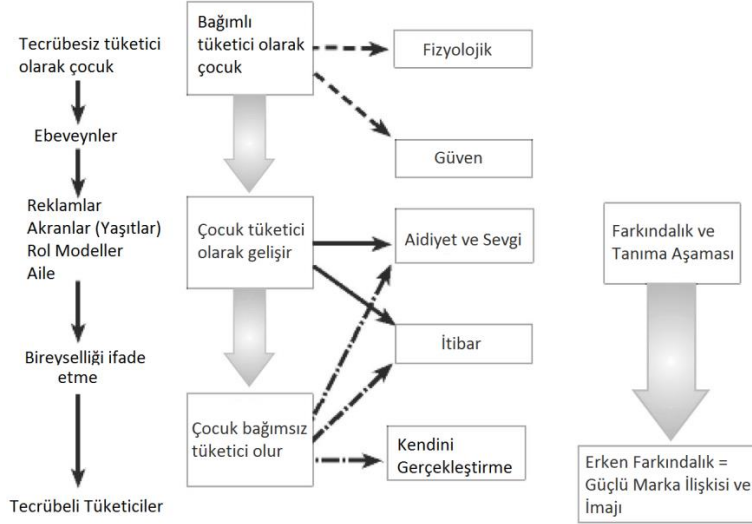 Tecrübesiz tüketici
olarak çocuk
Ebeveynler
Reklamlar
Akranlar (Yaşıtlar)
Rol Modeller
Aile
Bireyselliği ifade
etme
Tecrübeli Tüketiciler
Bağımlı
tüketici olarak
çocuk
Çocuk tüketici
olarak gelişir
Çocuk bağımsız
tüketici olur
Fizyolojik
Güven
Aidiyet ve Sevgi
İtibar
Kendini
Gerçekleştirme
Farkındalık ve
Tanıma Aşaması
Erken Farkındalık =
Güçlü Marka İlişkisi ve
İmajı